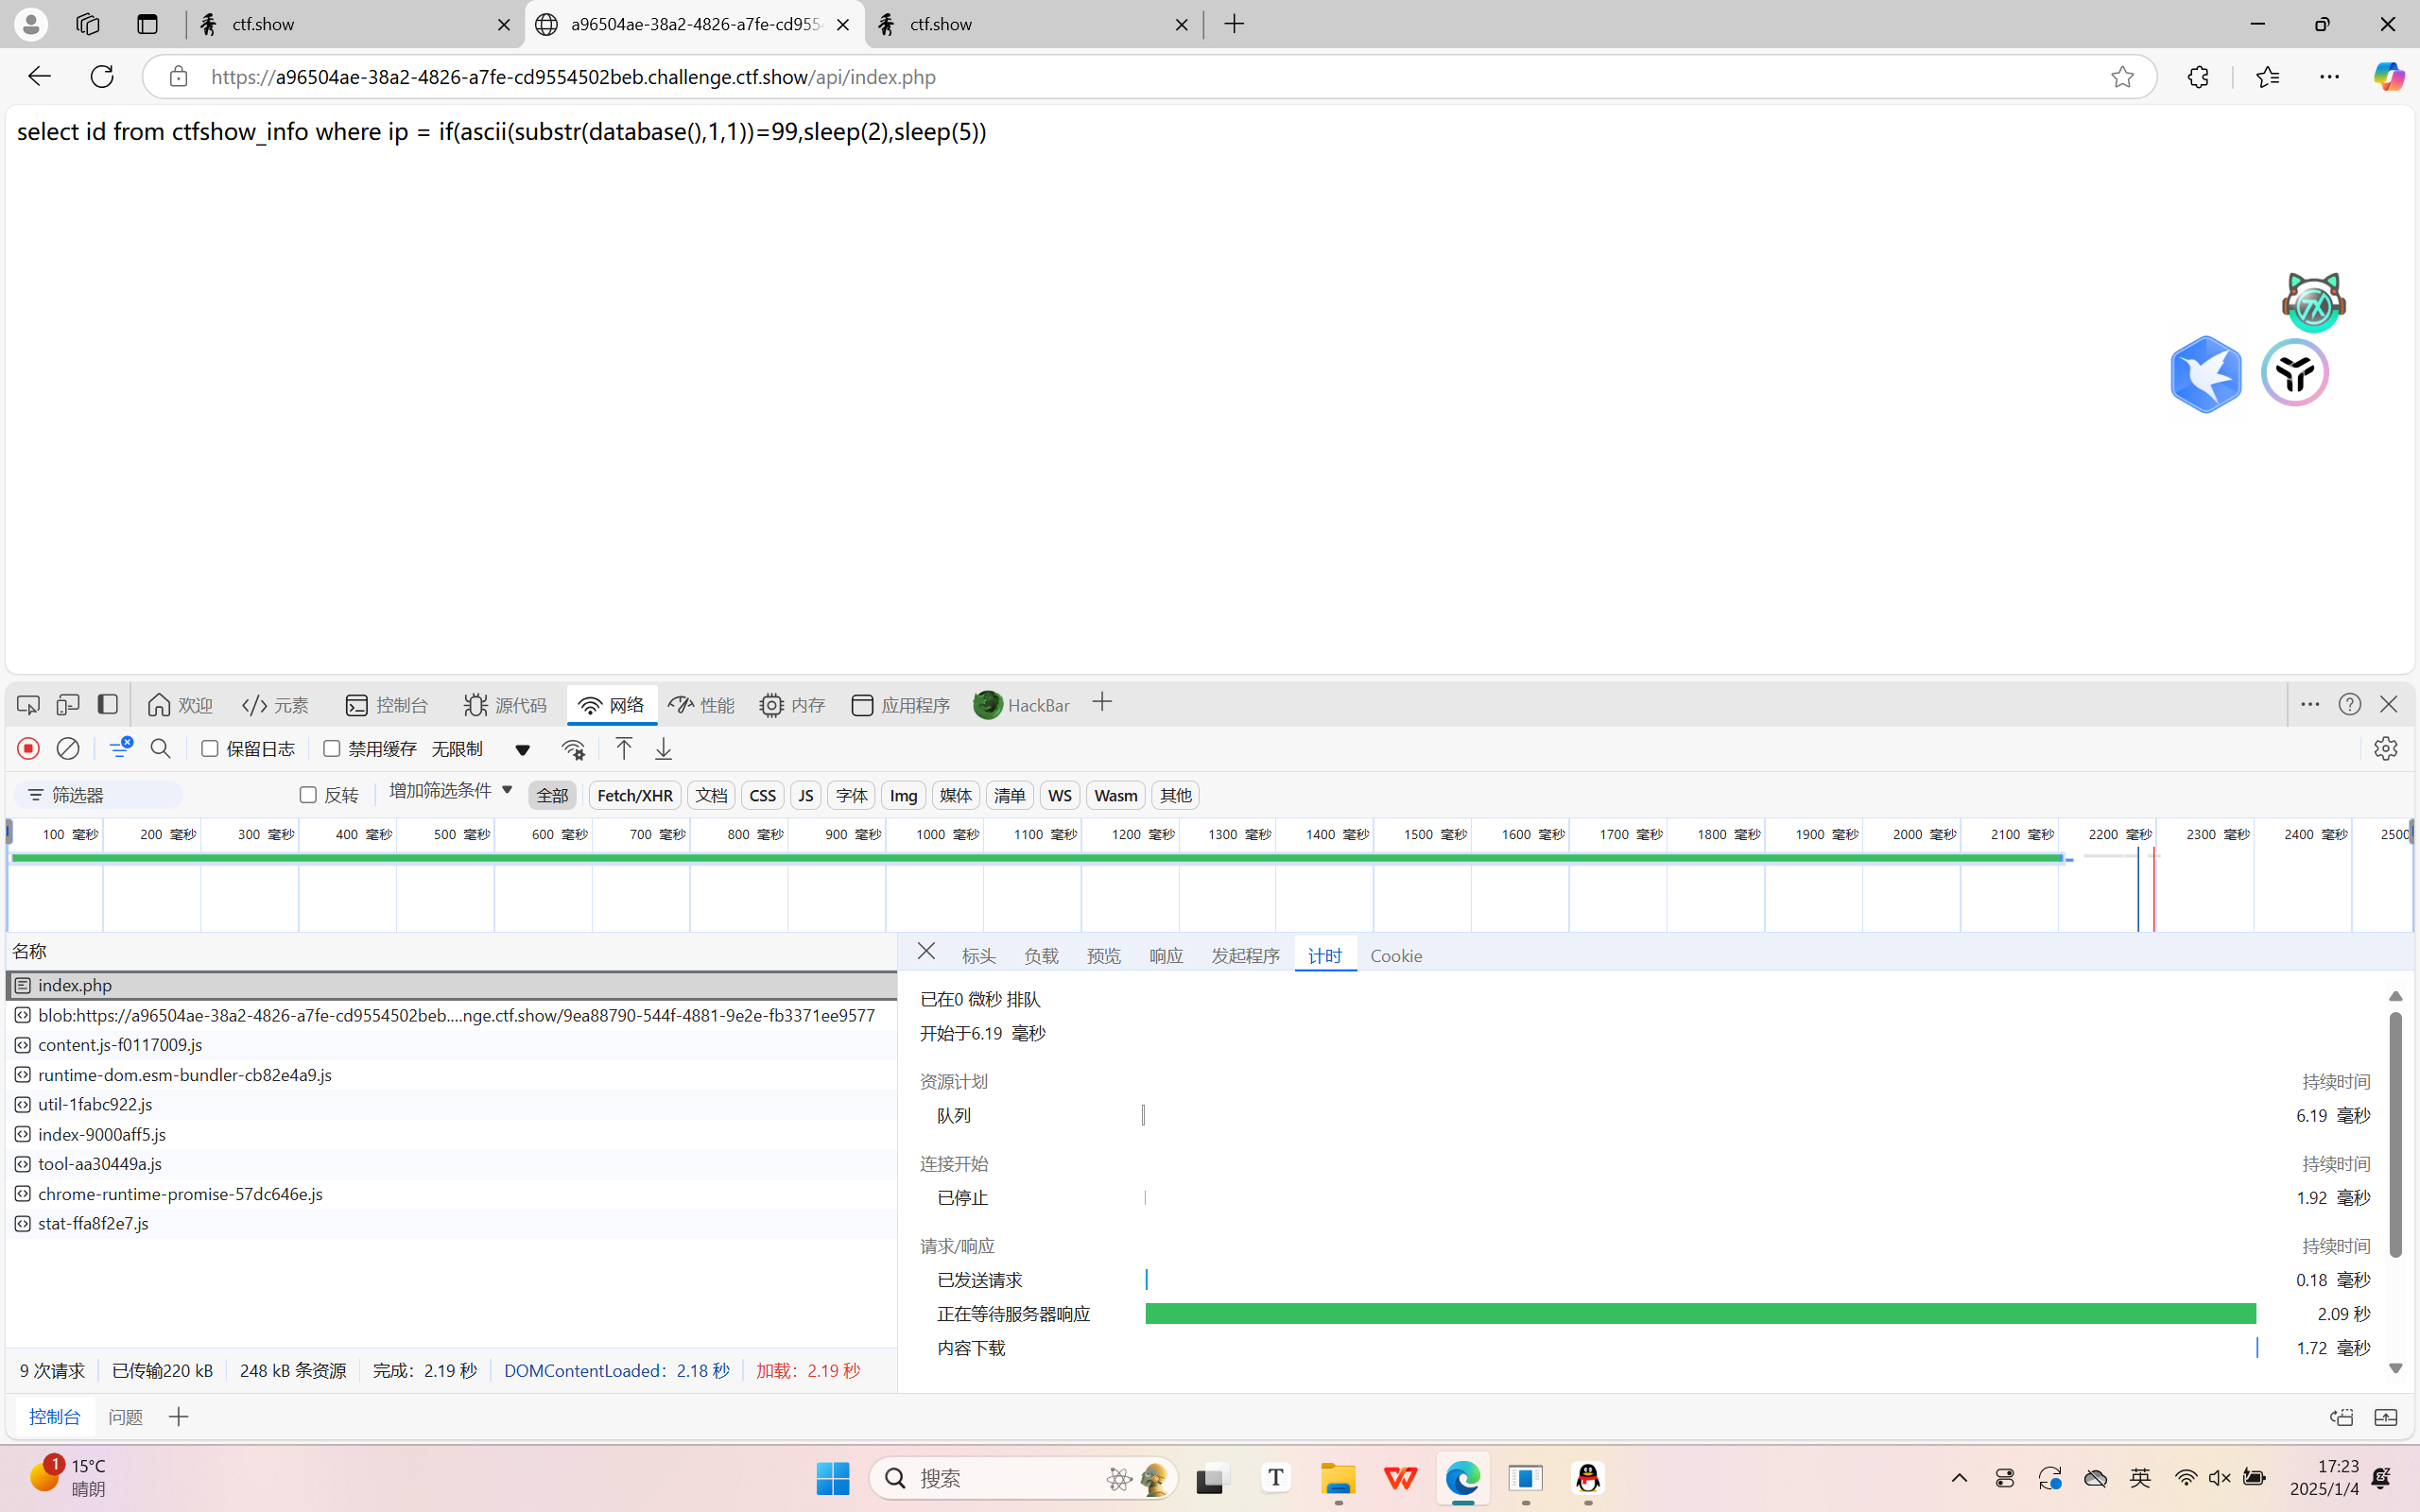 ctf.show
a96504ae-38a2-4826-a7fe-cd955
ctf.show
https://a96504ae-38a2-4826-a7fe-cd9554502beb.challenge.ctf.show/api/index.php
select id from ctfshow_info where ip = if(ascii(substr(database(),1,1))=99,sleep(2),sleep(5))
欢迎 元素 控制台 源代码 网络 性能 内存 应用程序 HackBar
保留日志 禁用缓存 无限制
筛选器 反转 增加筛选条件 全部 Fetch/XHR 文档 CSS JS 字体 Img 媒体 清单 WS Wasm 其他
100 毫秒 200 毫秒 300 毫秒 400 毫秒 500 毫秒 600 毫秒 700 毫秒 800 毫秒 900 毫秒 1000 毫秒 1100 毫秒 1200 毫秒 1300 毫秒 1400 毫秒 1500 毫秒 1600 毫秒 1700 毫秒 1800 毫秒 1900 毫秒 2000 毫秒 2100 毫秒 2200 毫秒 2300 毫秒 2400 毫秒 2500
名称
index.php
blob:https://a96504ae-38a2-4826-a7fe-cd9554502beb....nge.ctf.show/9ea88790-544f-4881-9e2e-fb3371ee9577
content.js-f0117009.js
runtime-dom.esm-bundler-cb82e4a9.js
util-1fabc922.js
index-9000aff5.js
tool-aa30449a.js
chrome-runtime-promise-57dc646e.js
stat-ffa8f2e7.js
9 次请求 已传输220 kB 248 kB 条资源 完成：2.19 秒 DOMContentLoaded：2.18 秒 加载：2.19 秒
标头 负载 预览 响应 发起程序 计时 Cookie
已在0 微秒 排队
开始于6.19 毫秒
资源计划 持续时间
队列 6.19 毫秒
连接开始 持续时间
已停止 1.92 毫秒
请求/响应 持续时间
已发送请求 0.18 毫秒
正在等待服务器响应 2.09 秒
内容下载 1.72 毫秒
控制台 问题
1 15°C
晴朗
搜索
T
英
17:23
2025/1/4